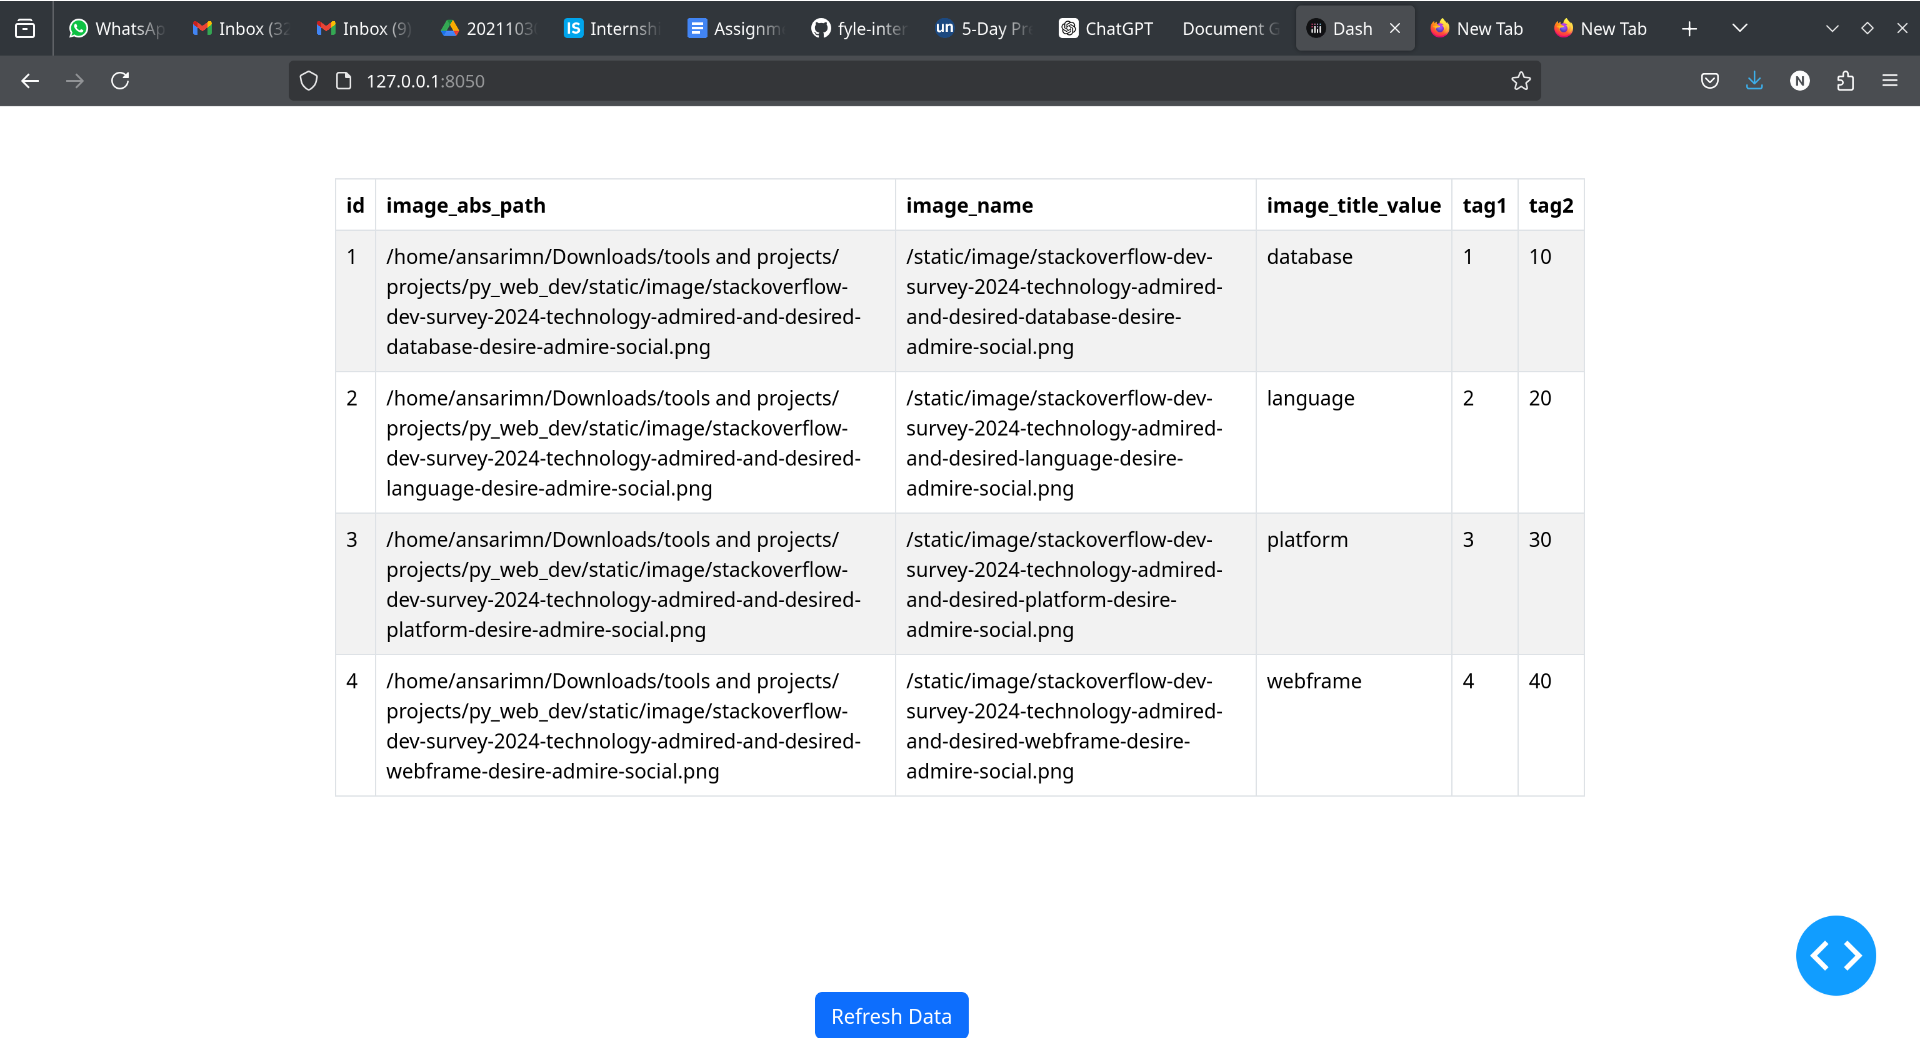 WhatsAp Inbox (32 Inbox (9) 2021103 Internsh Assignm fyle-inter un 5-Day Pr ChatGPT Document G Dash New Tab New Tab
127.0.0.1:8050
id image_abs_path image_name image_title_value tag1 tag2
1 /home/ansarimn/Downloads/tools and projects/ /static/image/stackoverflow-dev- database 1 10
projects/py_web_dev/static/image/stackoverflow- survey-2024-technology-admired-
dev-survey-2024-technology-admired-and-desired- and-desired-database-desire-
database-desire-admire-social.png admire-social.png
2 /home/ansarimn/Downloads/tools and projects/ /static/image/stackoverflow-dev- language 2 20
projects/py_web_dev/static/image/stackoverflow- survey-2024-technology-admired-
dev-survey-2024-technology-admired-and-desired- and-desired-language-desire-
language-desire-admire-social.png admire-social.png
3 /home/ansarimn/Downloads/tools and projects/ /static/image/stackoverflow-dev- platform 3 30
projects/py_web_dev/static/image/stackoverflow- survey-2024-technology-admired-
dev-survey-2024-technology-admired-and-desired- and-desired-platform-desire-
platform-desire-admire-social.png admire-social.png
4 /home/ansarimn/Downloads/tools and projects/ /static/image/stackoverflow-dev- webframe 4 40
projects/py_web_dev/static/image/stackoverflow- survey-2024-technology-admired-
dev-survey-2024-technology-admired-and-desired- and-desired-webframe-desire-
webframe-desire-admire-social.png admire-social.png
Refresh Data